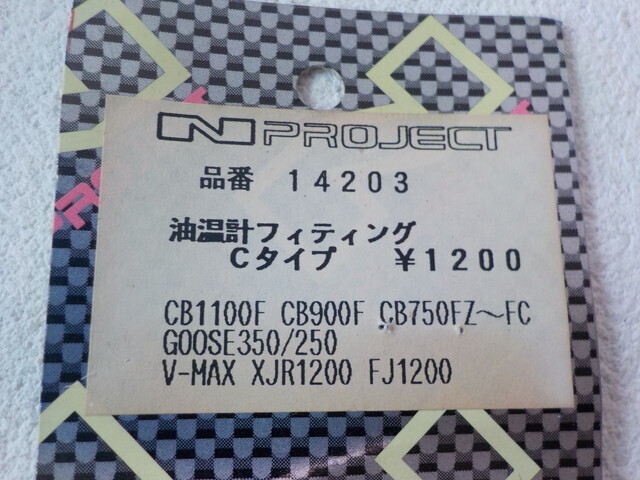 N PROJECT
品番 14203
油温計フィティング
Cタイプ ¥1200
CB1100F CB900F CB750FZ～FC
GOOSE350/250
V-MAX XJR1200 FJ1200